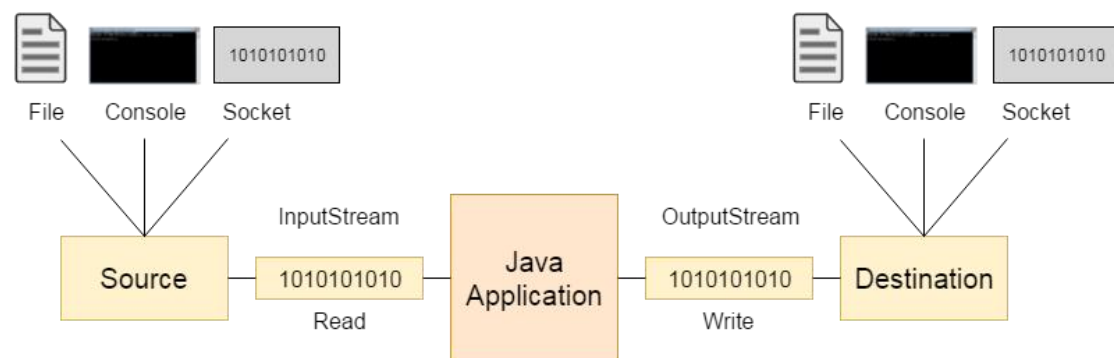 1010101010
1010101010
File Console Socket
File Console Socket
InputStream
OutputStream
Source
1010101010
Java
Application
1010101010
Destination
Read
Write